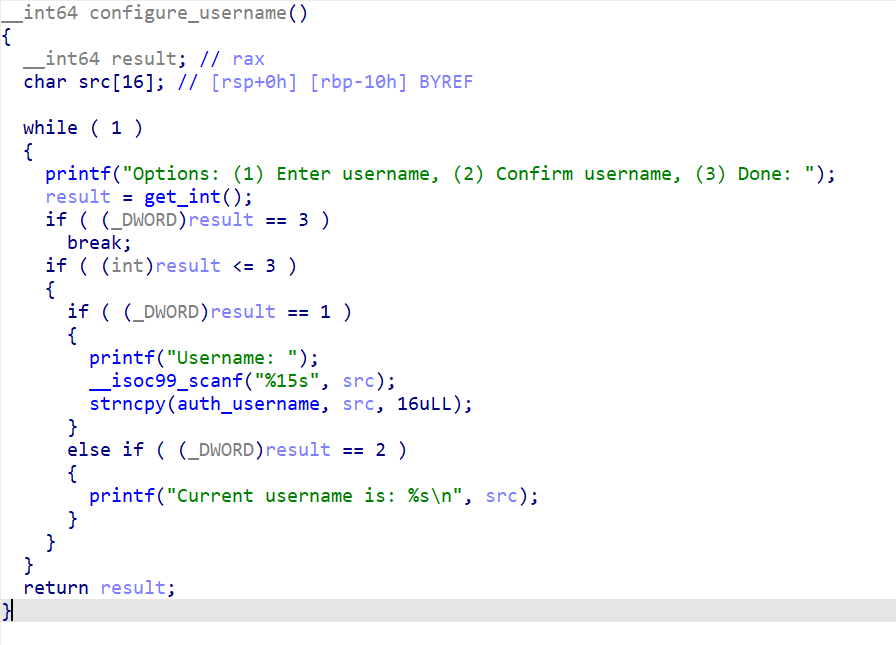 __int64 configure_username()
{
  __int64 result; // rax
  char src[16]; // [rsp+0h] [rbp-10h] BYREF

  while ( 1 )
  {
    printf("Options: (1) Enter username, (2) Confirm username, (3) Done: ");
    result = get_int();
    if ( (_DWORD)result == 3 )
      break;
    if ( (int)result <= 3 )
    {
      if ( (_DWORD)result == 1 )
      {
        printf("Username: ");
        __isoc99_scanf("%15s", src);
        strncpy(auth_username, src, 16uLL);
      }
      else if ( (_DWORD)result == 2 )
      {
        printf("Current username is: %s\n", src);
      }
    }
  }
  return result;
}